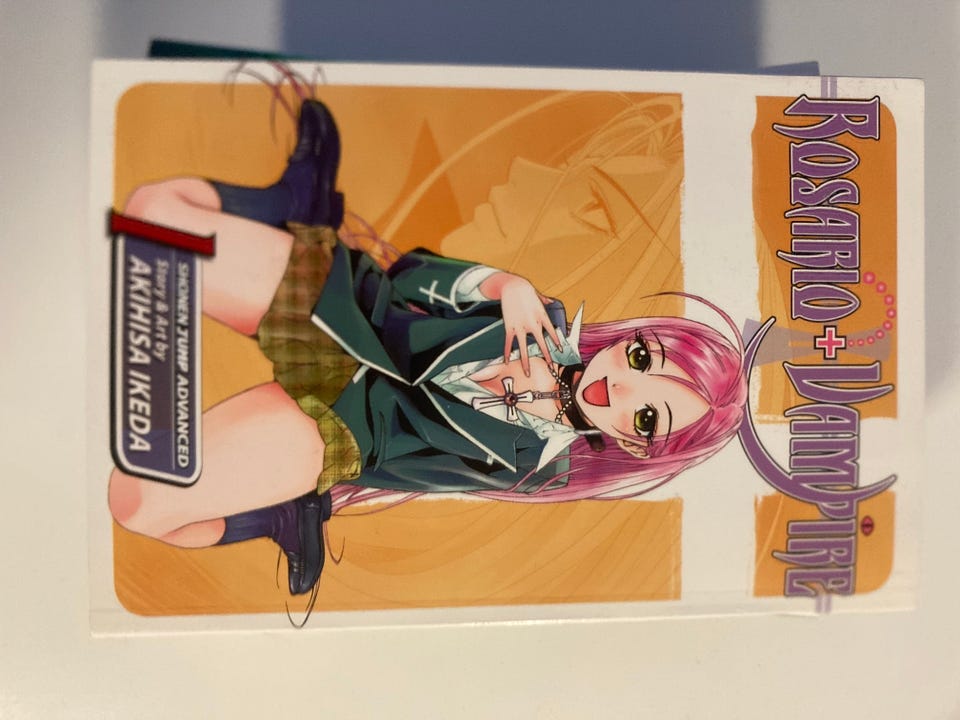 ROSARIO+VAMPIRE
1
SHONEN JUMP ADVANCED
Story & Art by
AKIHISA IKEDA